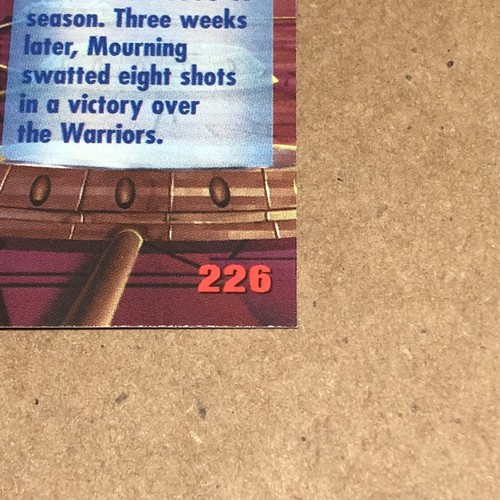 season. Three weeks
later, Mourning
swatted eight shots
in a victory over
the Warriors.
226